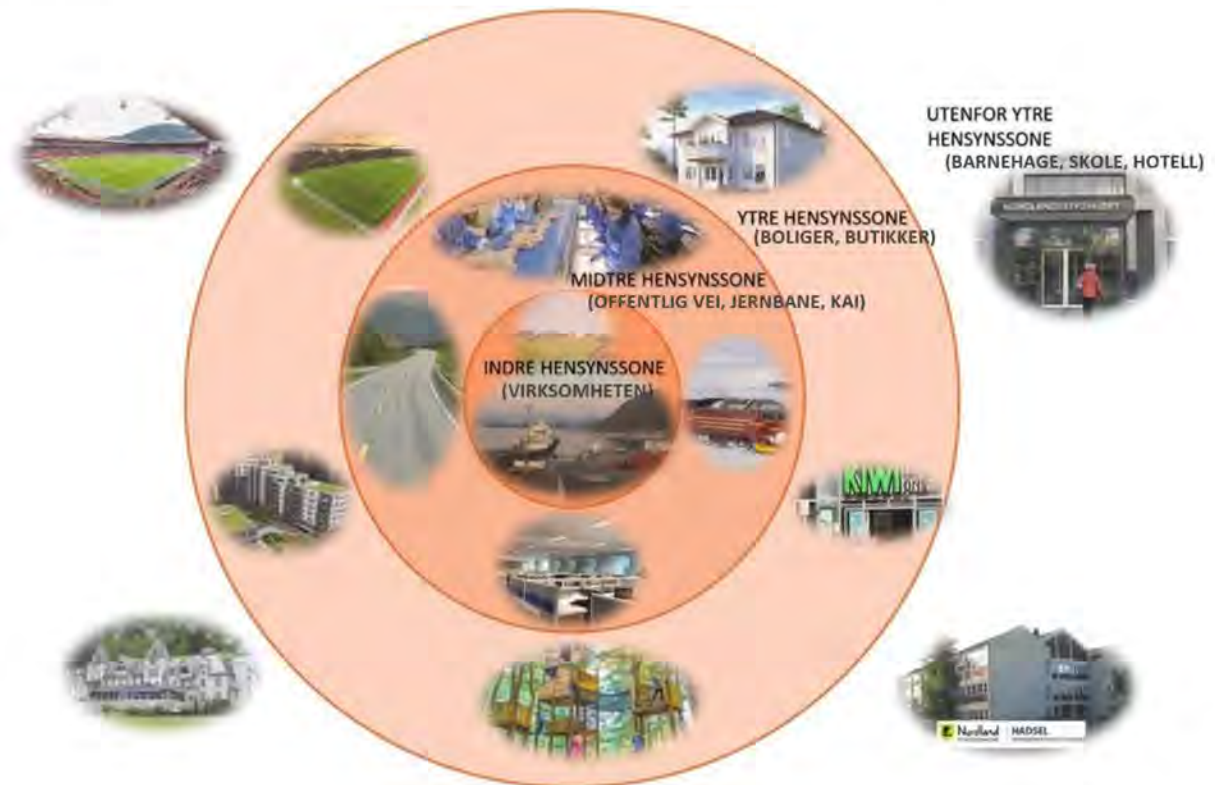 UTENFOR YTRE
HENSYNSSONE
(BARNEHAGE, SKOLE, HOTELL)
YTRE HENSYNSSONE
(BOLIGER, BUTIKKER)
MIDTRE HENSYNSSONE
(OFFENTLIG VEI, JERNBANE, KAI)
INDRE HENSYNSSONE
(VIRKSOMHETEN)
KIWI
Nordland HADSEL